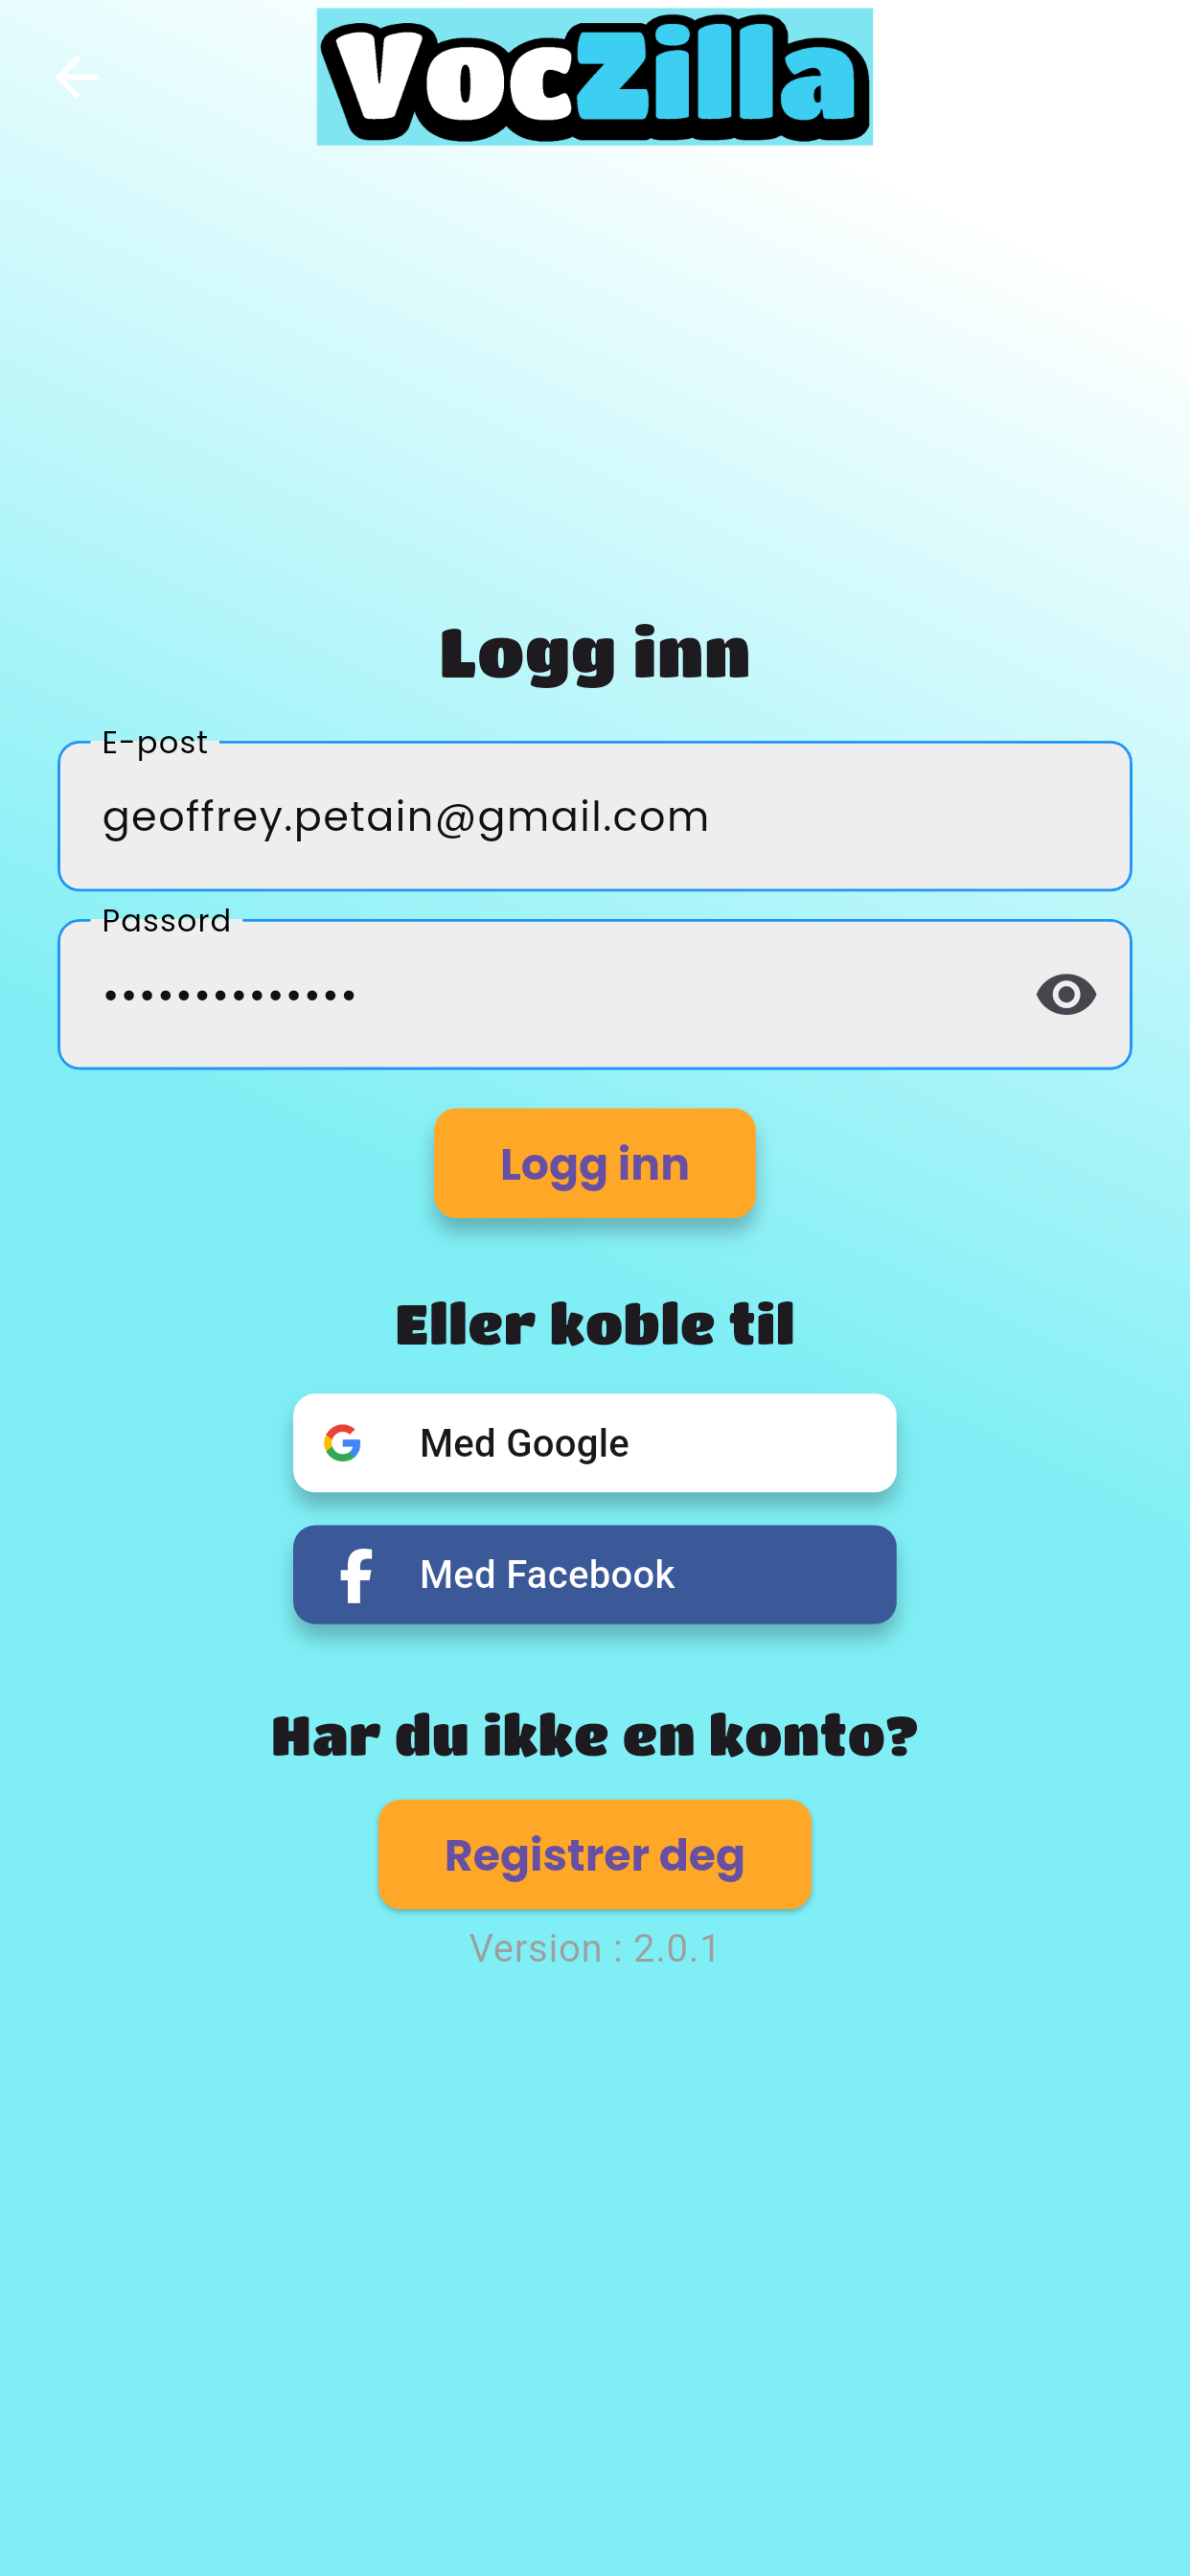 VocZilla
Logg inn
E-post
geoffrey.petain@gmail.com
Passord
••••••••••••••
Logg inn
Eller koble til
Med Google
Med Facebook
Har du ikke en konto?
Registrer deg
Version : 2.0.1